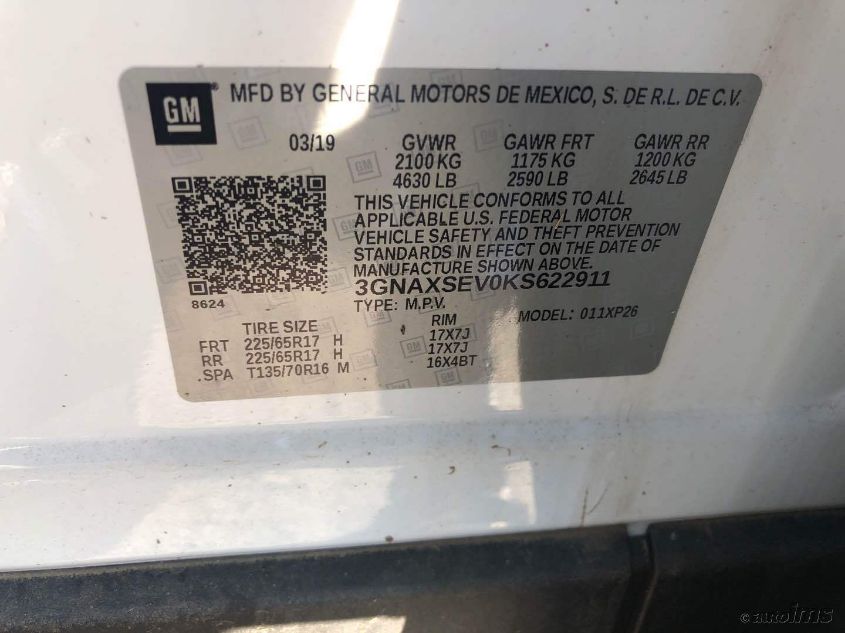 GM
MFD BY GENERAL MOTORS DE MEXICO, S. DE R.L. DE C.V.
03/19 GVWR GAWR FRT GAWR RR
2100 KG 1175 KG 1200 KG
4630 LB 2590 LB 2645 LB
THIS VEHICLE CONFORMS TO ALL
APPLICABLE U.S. FEDERAL MOTOR
VEHICLE SAFETY AND THEFT PREVENTION
STANDARDS IN EFFECT ON THE DATE OF
MANUFACTURE SHOWN ABOVE.
3GNAXSEV0KS622911
8624
TYPE: M.P.V. MODEL: 011XP26
TIRE SIZE RIM
FRT 225/65R17 H 17X7J
RR 225/65R17 H 17X7J
SPA T135/70R16 M 16X4BT
© autoims